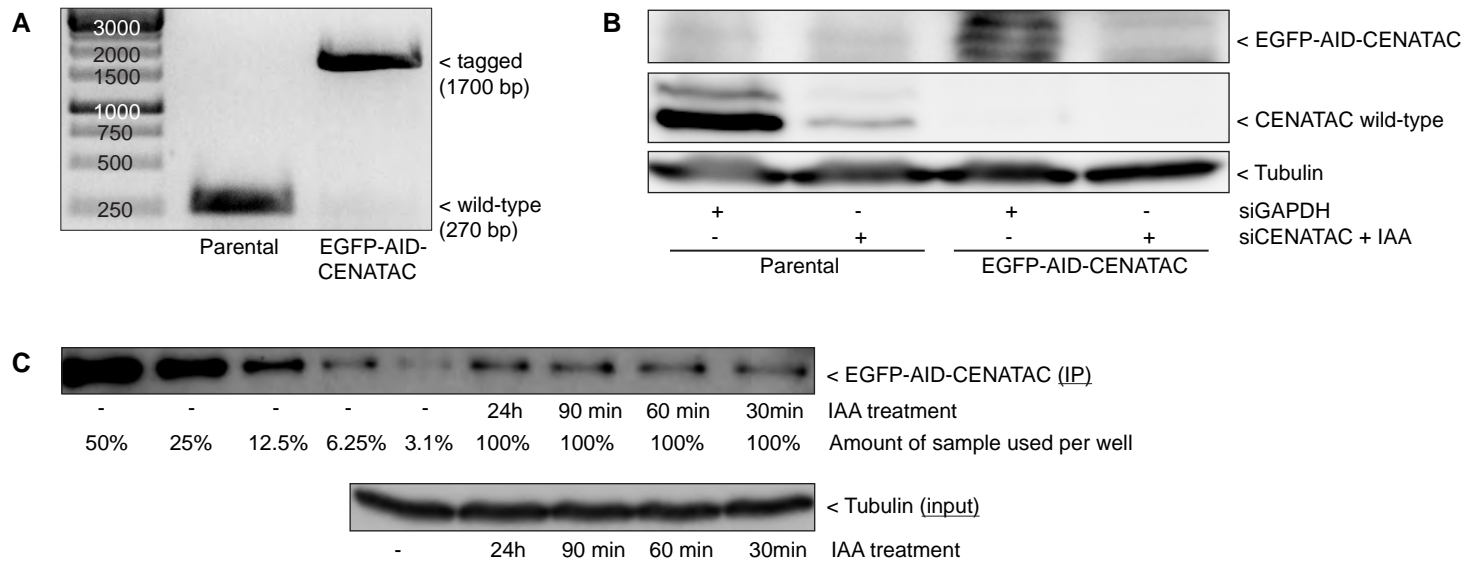 A
3000
2000
1500
1000
750
500
250
< tagged
(1700 bp)
< wild-type
(270 bp)
Parental
EGFP-AID-
CENATAC
B
< EGFP-AID-CENATAC
< CENATAC wild-type
< Tubulin
+ - + - siGAPDH
- + - + siCENATAC + IAA
Parental EGFP-AID-CENATAC
C
< EGFP-AID-CENATAC (IP)
- - - - - 24h 90 min 60 min 30min IAA treatment
50% 25% 12.5% 6.25% 3.1% 100% 100% 100% 100% Amount of sample used per well
< Tubulin (input)
- 24h 90 min 60 min 30min IAA treatment